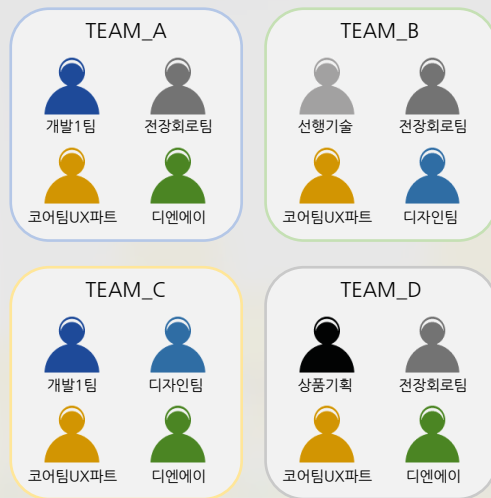 TEAM_A
개발1팀 전장회로팀
코어팀UX파트 디엔에이
TEAM_B
선행기술 전장회로팀
코어팀UX파트 디자인팀
TEAM_C
개발1팀 디자인팀
코어팀UX파트 디엔에이
TEAM_D
상품기획 전장회로팀
코어팀UX파트 디엔에이